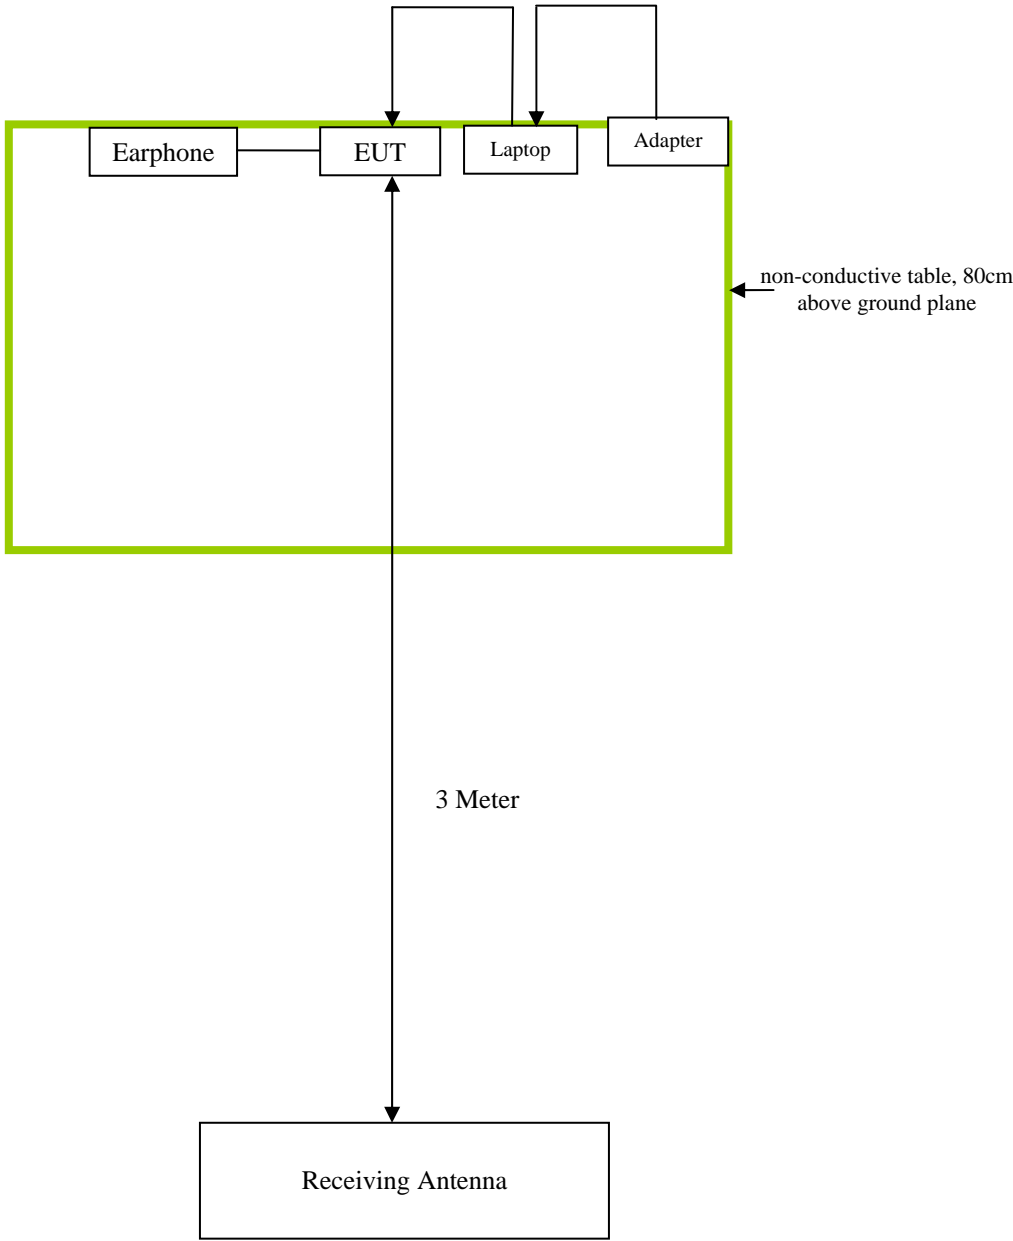 Earphone
EUT
Laptop
Adapter
non-conductive table, 80cm
above ground plane
3 Meter
Receiving Antenna